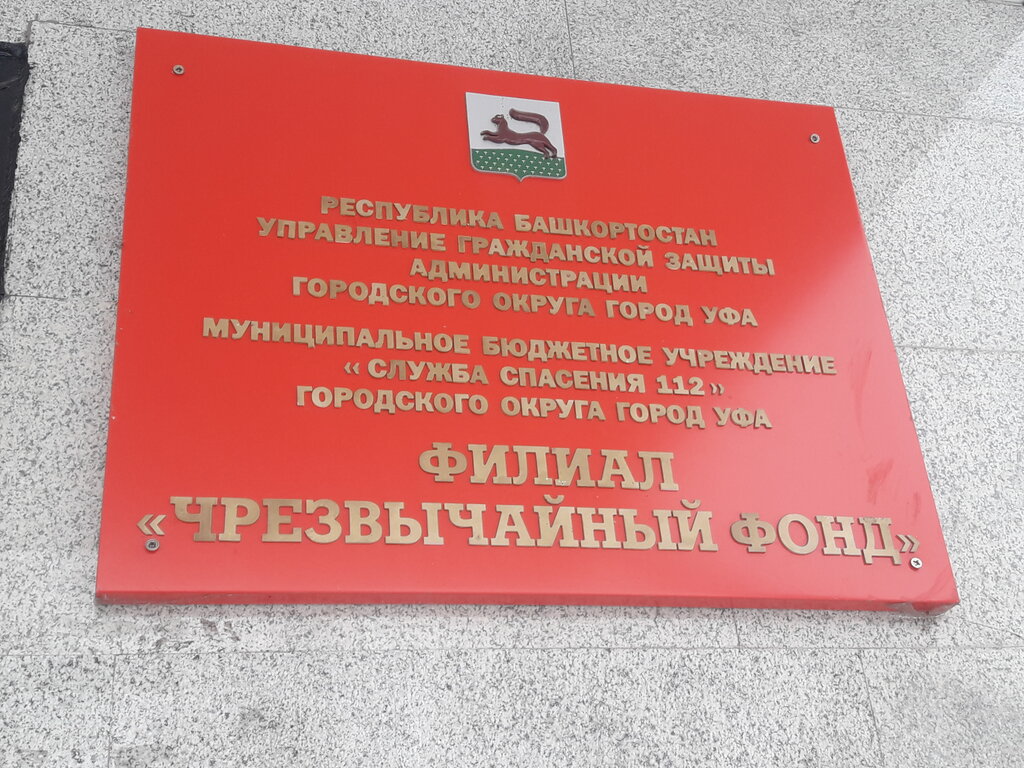 РЕСПУБЛИКА БАШКОРТОСТАН
УПРАВЛЕНИЕ ГРАЖДАНСКОЙ ЗАЩИТЫ
АДМИНИСТРАЦИИ
ГОРОДСКОГО ОКРУГА ГОРОД УФА
МУНИЦИПАЛЬНОЕ БЮДЖЕТНОЕ УЧРЕЖДЕНИЕ
«СЛУЖБА СПАСЕНИЯ 112»
ГОРОДСКОГО ОКРУГА ГОРОД УФА
ФИЛИАЛ
«ЧРЕЗВЫЧАЙНЫЙ ФОНД»